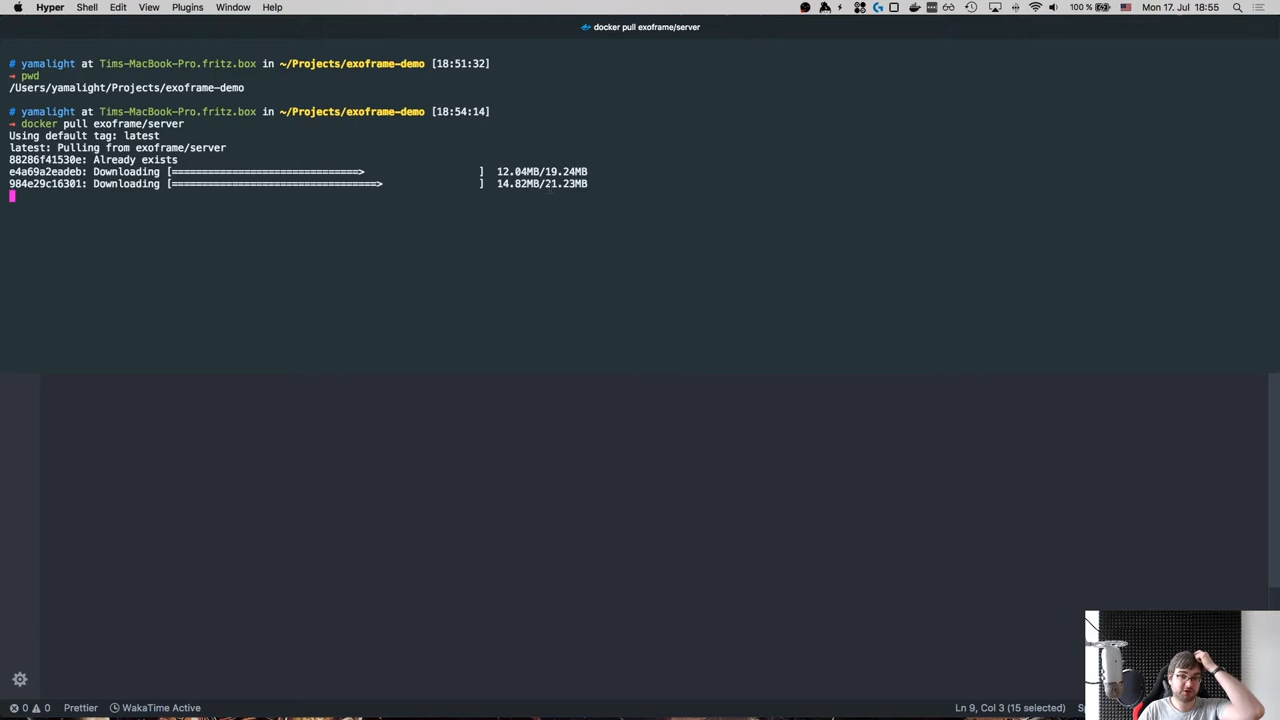 Hyper Shell Edit View Plugins Window Help 100 % Mon 17. Jul 18:55
docker pull exoframe/server
# yamalight at Tims-MacBook-Pro.fritz.box in ~/Projects/exoframe-demo [18:51:32]
→ pwd
/Users/yamalight/Projects/exoframe-demo
# yamalight at Tims-MacBook-Pro.fritz.box in ~/Projects/exoframe-demo [18:54:14]
→ docker pull exoframe/server
Using default tag: latest
latest: Pulling from exoframe/server
88286f41530e: Already exists
e4a69a2eadeb: Downloading [===============================> ] 12.04MB/19.24MB
984e29c16301: Downloading [==================================> ] 14.82MB/21.23MB
0 0 Prettier WakaTime Active Ln 9, Col 3 (15 selected)